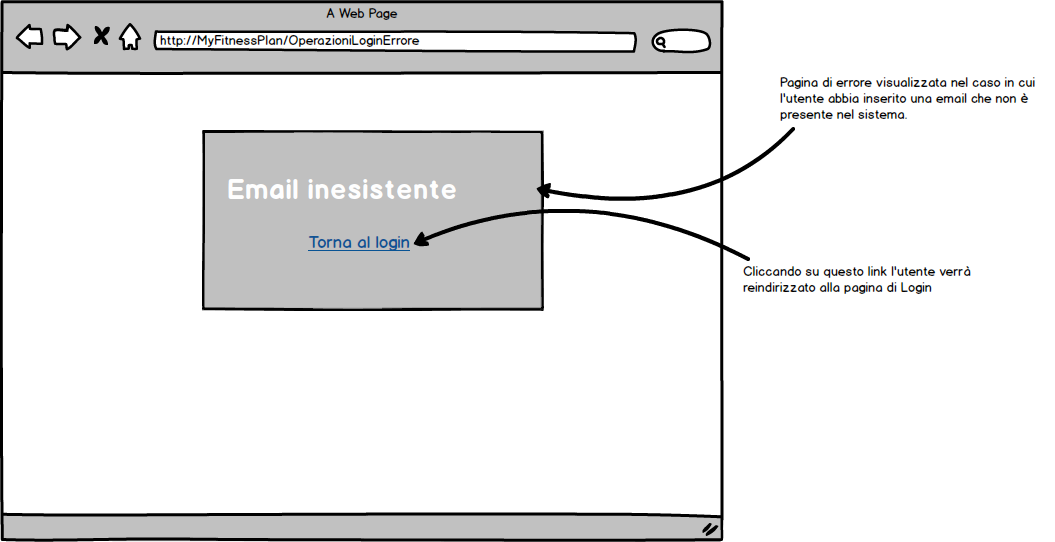 A Web Page
http://MyFitnessPlan/OperazioniLoginErrore
Pagina di errore visualizzata nel caso in cui
l'utente abbia inserito una email che non è
presente nel sistema.
Email inesistente
Torna al login
Cliccando su questo link l'utente verrà
reindirizzato alla pagina di Login